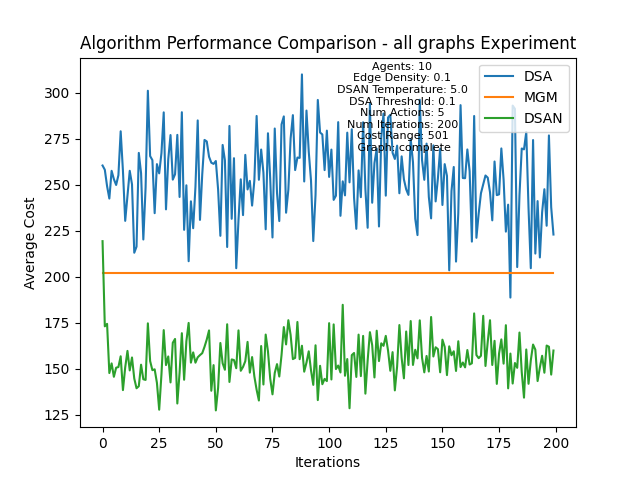 Algorithm Performance Comparison - all graphs Experiment
Agents: 10
Edge Density: 0.1
DSAN Temperature: 5.0
DSA Threshold: 0.1
Num Actions: 5
Num Iterations: 200
Cost Range: 501
Graph: complete
DSA
MGM
DSAN
Average Cost
300
275
250
225
200
175
150
125
0
25
50
75
100
125
150
175
200
Iterations